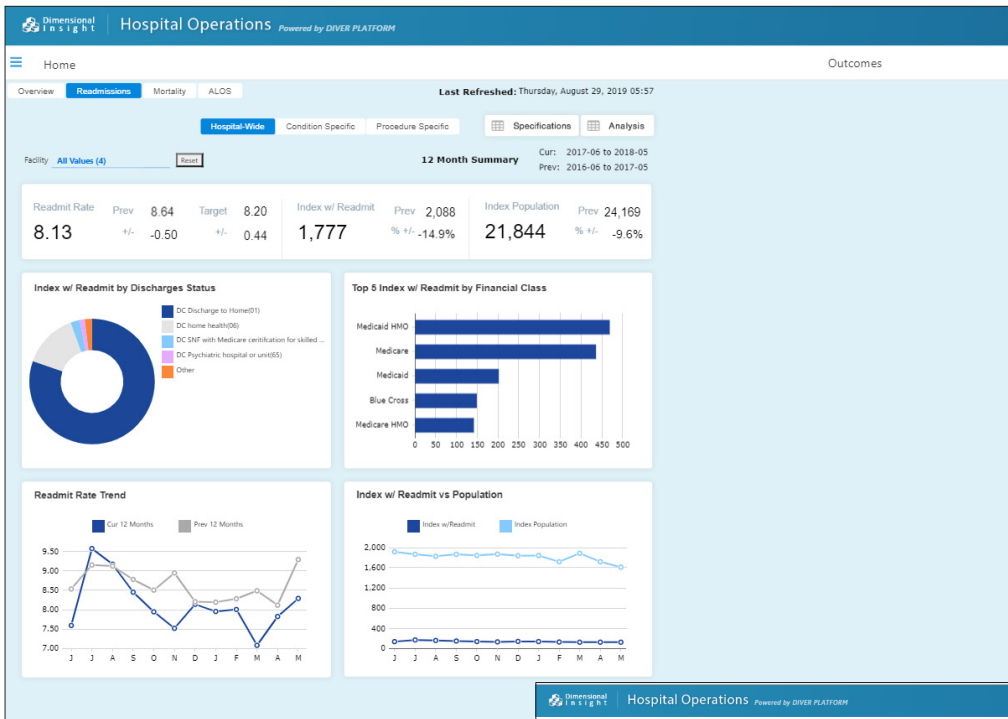 Dimensional
Insight
Hospital Operations Powered by DIVER PLATFORM
Home
Outcomes
Overview Readmissions Mortality ALOS
Last Refreshed: Thursday, August 29, 2019 05:57
Hospital-Wide Condition Specific Procedure Specific Specifications Analysis
Facility All Values (4) Reset
12 Month Summary
Cur: 2017-06 to 2018-05
Prev: 2016-06 to 2017-05
Readmit Rate Prev 8.64 Target 8.20 Index w/ Readmit Prev 2,088 Index Population Prev 24,169
8.13 +/- -0.50 +/- 0.44 1,777 % +/- -14.9% 21,844 % +/- -9.6%
Index w/ Readmit by Discharges Status
DC Discharge to Home(01)
DC home health(06)
DC SNF with Medicare ceritifcation for skilled ...
DC Psychiatric hospital or unit(65)
Other
Top 5 Index w/ Readmit by Financial Class
Medicaid HMO
Medicare
Medicaid
Blue Cross
Medicare HMO
0 50 100 150 200 250 300 350 400 450 500
Readmit Rate Trend
Cur 12 Months Prev 12 Months
9.50
9.00
8.50
8.00
7.50
7.00
J J A S O N D J F M A M
Index w/ Readmit vs Population
Index w/Readmit Index Population
2,000
1,600
1,200
800
400
0
J J A S O N D J F M A M
Dimensional
Insight
Hospital Operations Powered by DIVER PLATFORM